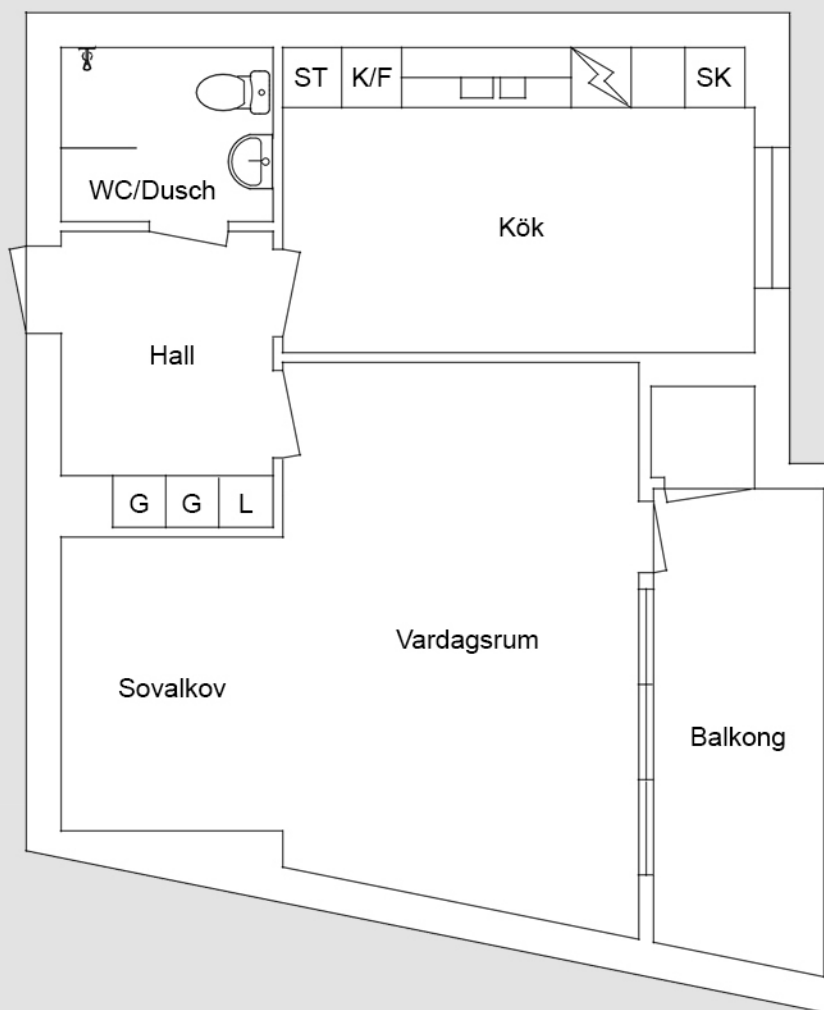 ST K/F SK
WC/Dusch
Kök
Hall
G G L
Vardagsrum
Sovalkov
Balkong